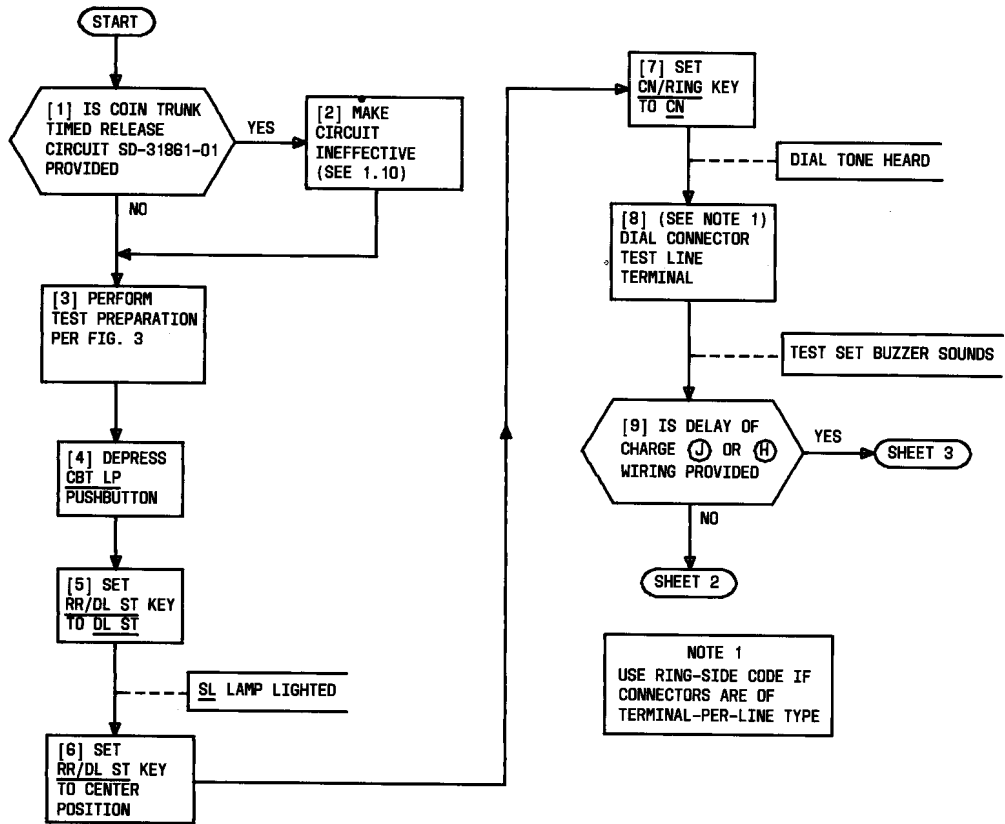 START
[1] IS COIN TRUNK
TIMED RELEASE
CIRCUIT SD-31861-01
PROVIDED
YES
[2] MAKE
CIRCUIT
INEFFECTIVE
(SEE 1.10)
NO
[3] PERFORM
TEST PREPARATION
PER FIG. 3
[4] DEPRESS
CBT LP
PUSHBUTTON
[5] SET
RR/DL ST KEY
TO DL ST
SL LAMP LIGHTED
[6] SET
RR/DL ST KEY
TO CENTER
POSITION
[7] SET
CN/RING KEY
TO CN
DIAL TONE HEARD
[8] (SEE NOTE 1)
DIAL CONNECTOR
TEST LINE
TERMINAL
TEST SET BUZZER SOUNDS
[9] IS DELAY OF
CHARGE J OR H
WIRING PROVIDED
YES
SHEET 3
NO
SHEET 2
NOTE 1
USE RING-SIDE CODE IF
CONNECTORS ARE OF
TERMINAL-PER-LINE TYPE